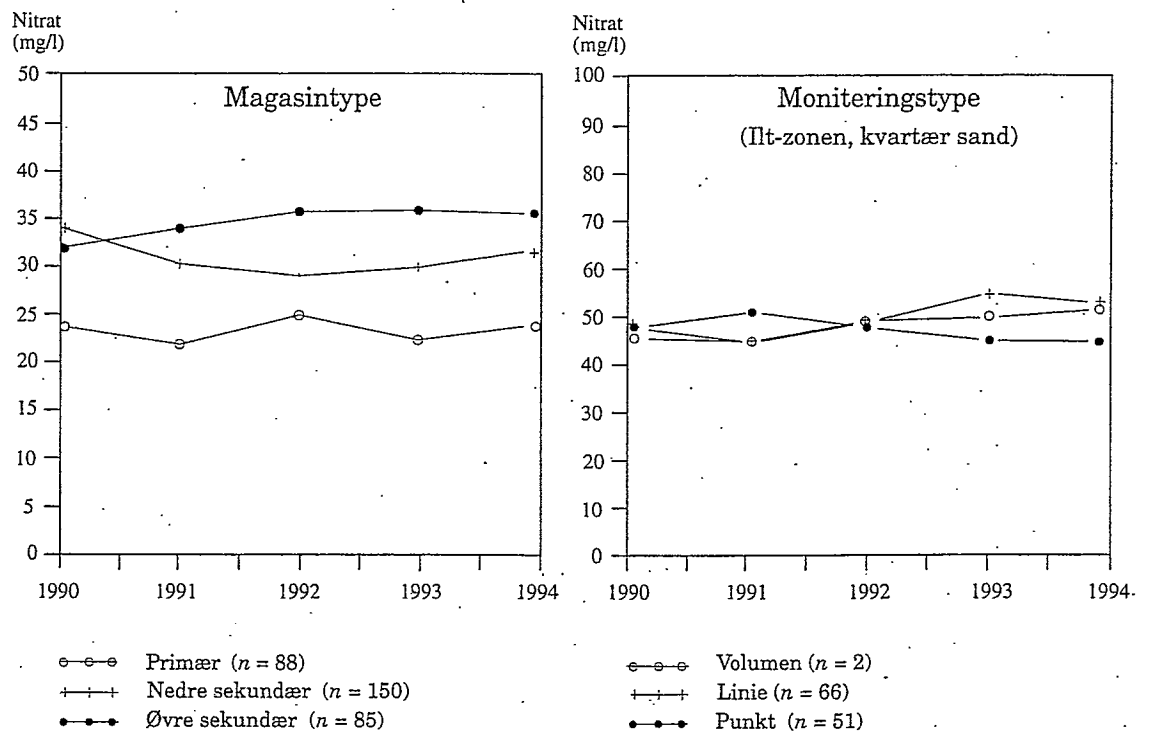 Nitrat
(mg/l)
50
45
40
35
30
25
20
15
10
5
0
Magasintype
1990 1991 1992 1993 1994
Primær (n = 88)
Nedre sekundær (n = 150)
Øvre sekundær (n = 85)
Nitrat
(mg/l)
100
90
80
70
60
50
40
30
20
10
0
Moniteringstype
(Ilt-zonen, kvartær sand)
1990 1991 1992 1993 1994
Volumen (n = 2)
Linie (n = 66)
Punkt (n = 51)